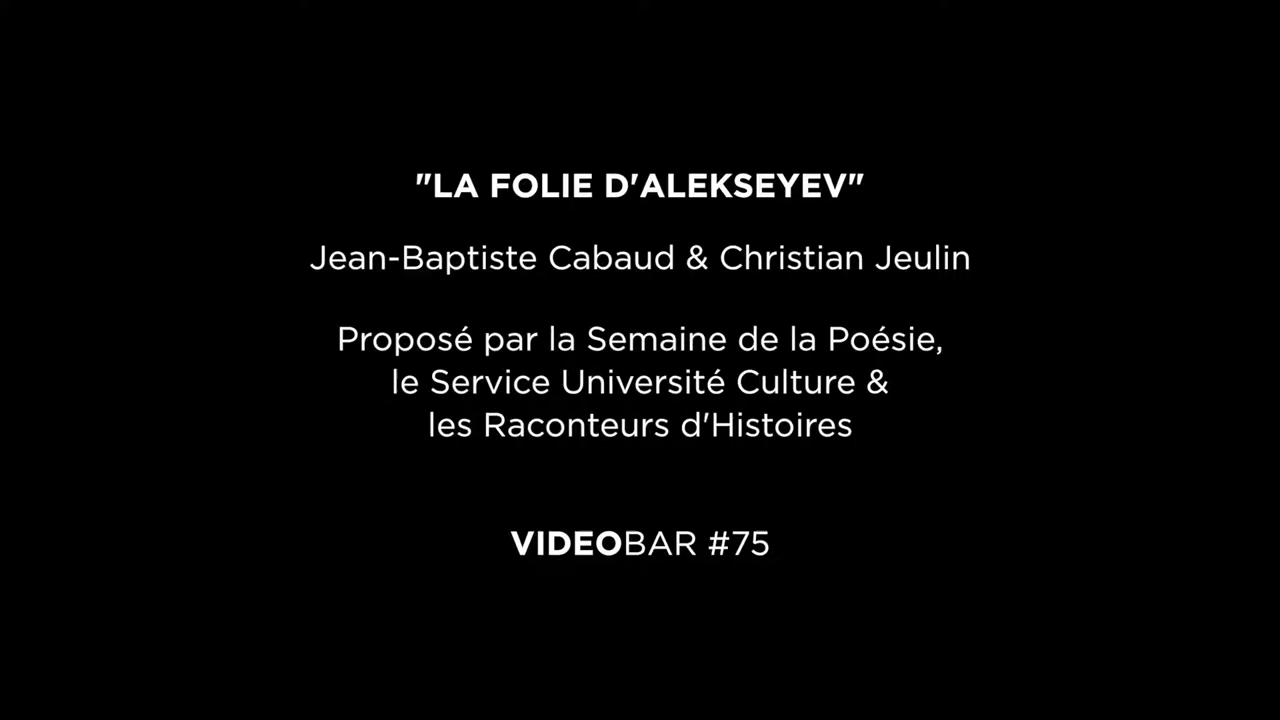 "LA FOLIE D'ALEKSEYEV"
Jean-Baptiste Cabaud & Christian Jeulin
Proposé par la Semaine de la Poésie,
le Service Université Culture &
les Raconteurs d'Histoires
VIDEOBAR #75